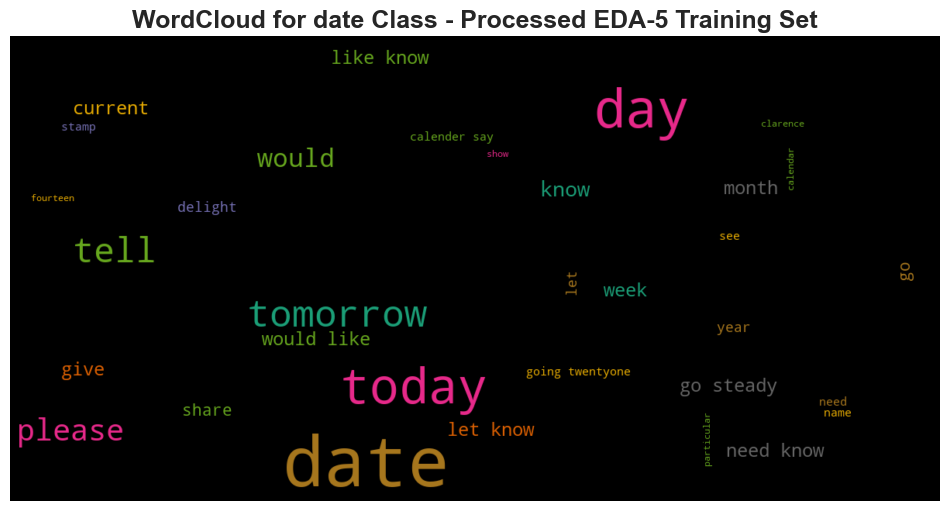 WordCloud for date Class - Processed EDA-5 Training Set
like know
day
current
stamp
clarence
calender say
would
show
calendar
know
month
fourteen
delight
see
tell
go
let
week
tomorrow
year
would like
give
going twentyone
today
go steady
need
share
name
please
let know
particular
need know
date